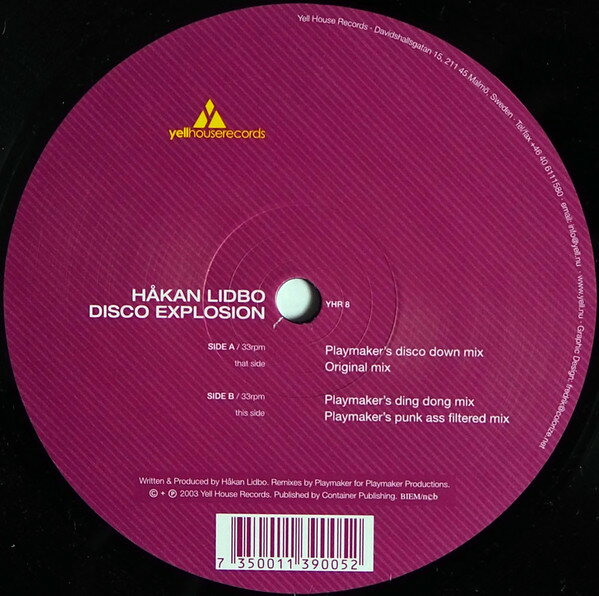 Yell House Records - Davidshallsgatan 15, 211 45 Malmö, Sweden - Tel/fax +46 40 6111580 - email: info@yell.nu - www.yell.nu - Graphic Design: fredrik@colorize.net
yellhouserecords
HÅKAN LIDBO
DISCO EXPLOSION
YHR 8
SIDE A / 33rpm Playmaker's disco down mix
that side Original mix
SIDE B / 33rpm Playmaker's ding dong mix
this side Playmaker's punk ass filtered mix
Written & Produced by Håkan Lidbo. Remixes by Playmaker for Playmaker Productions.
© + ℗ 2003 Yell House Records. Published by Container Publishing. BIEM/n©b
7 350011 390052